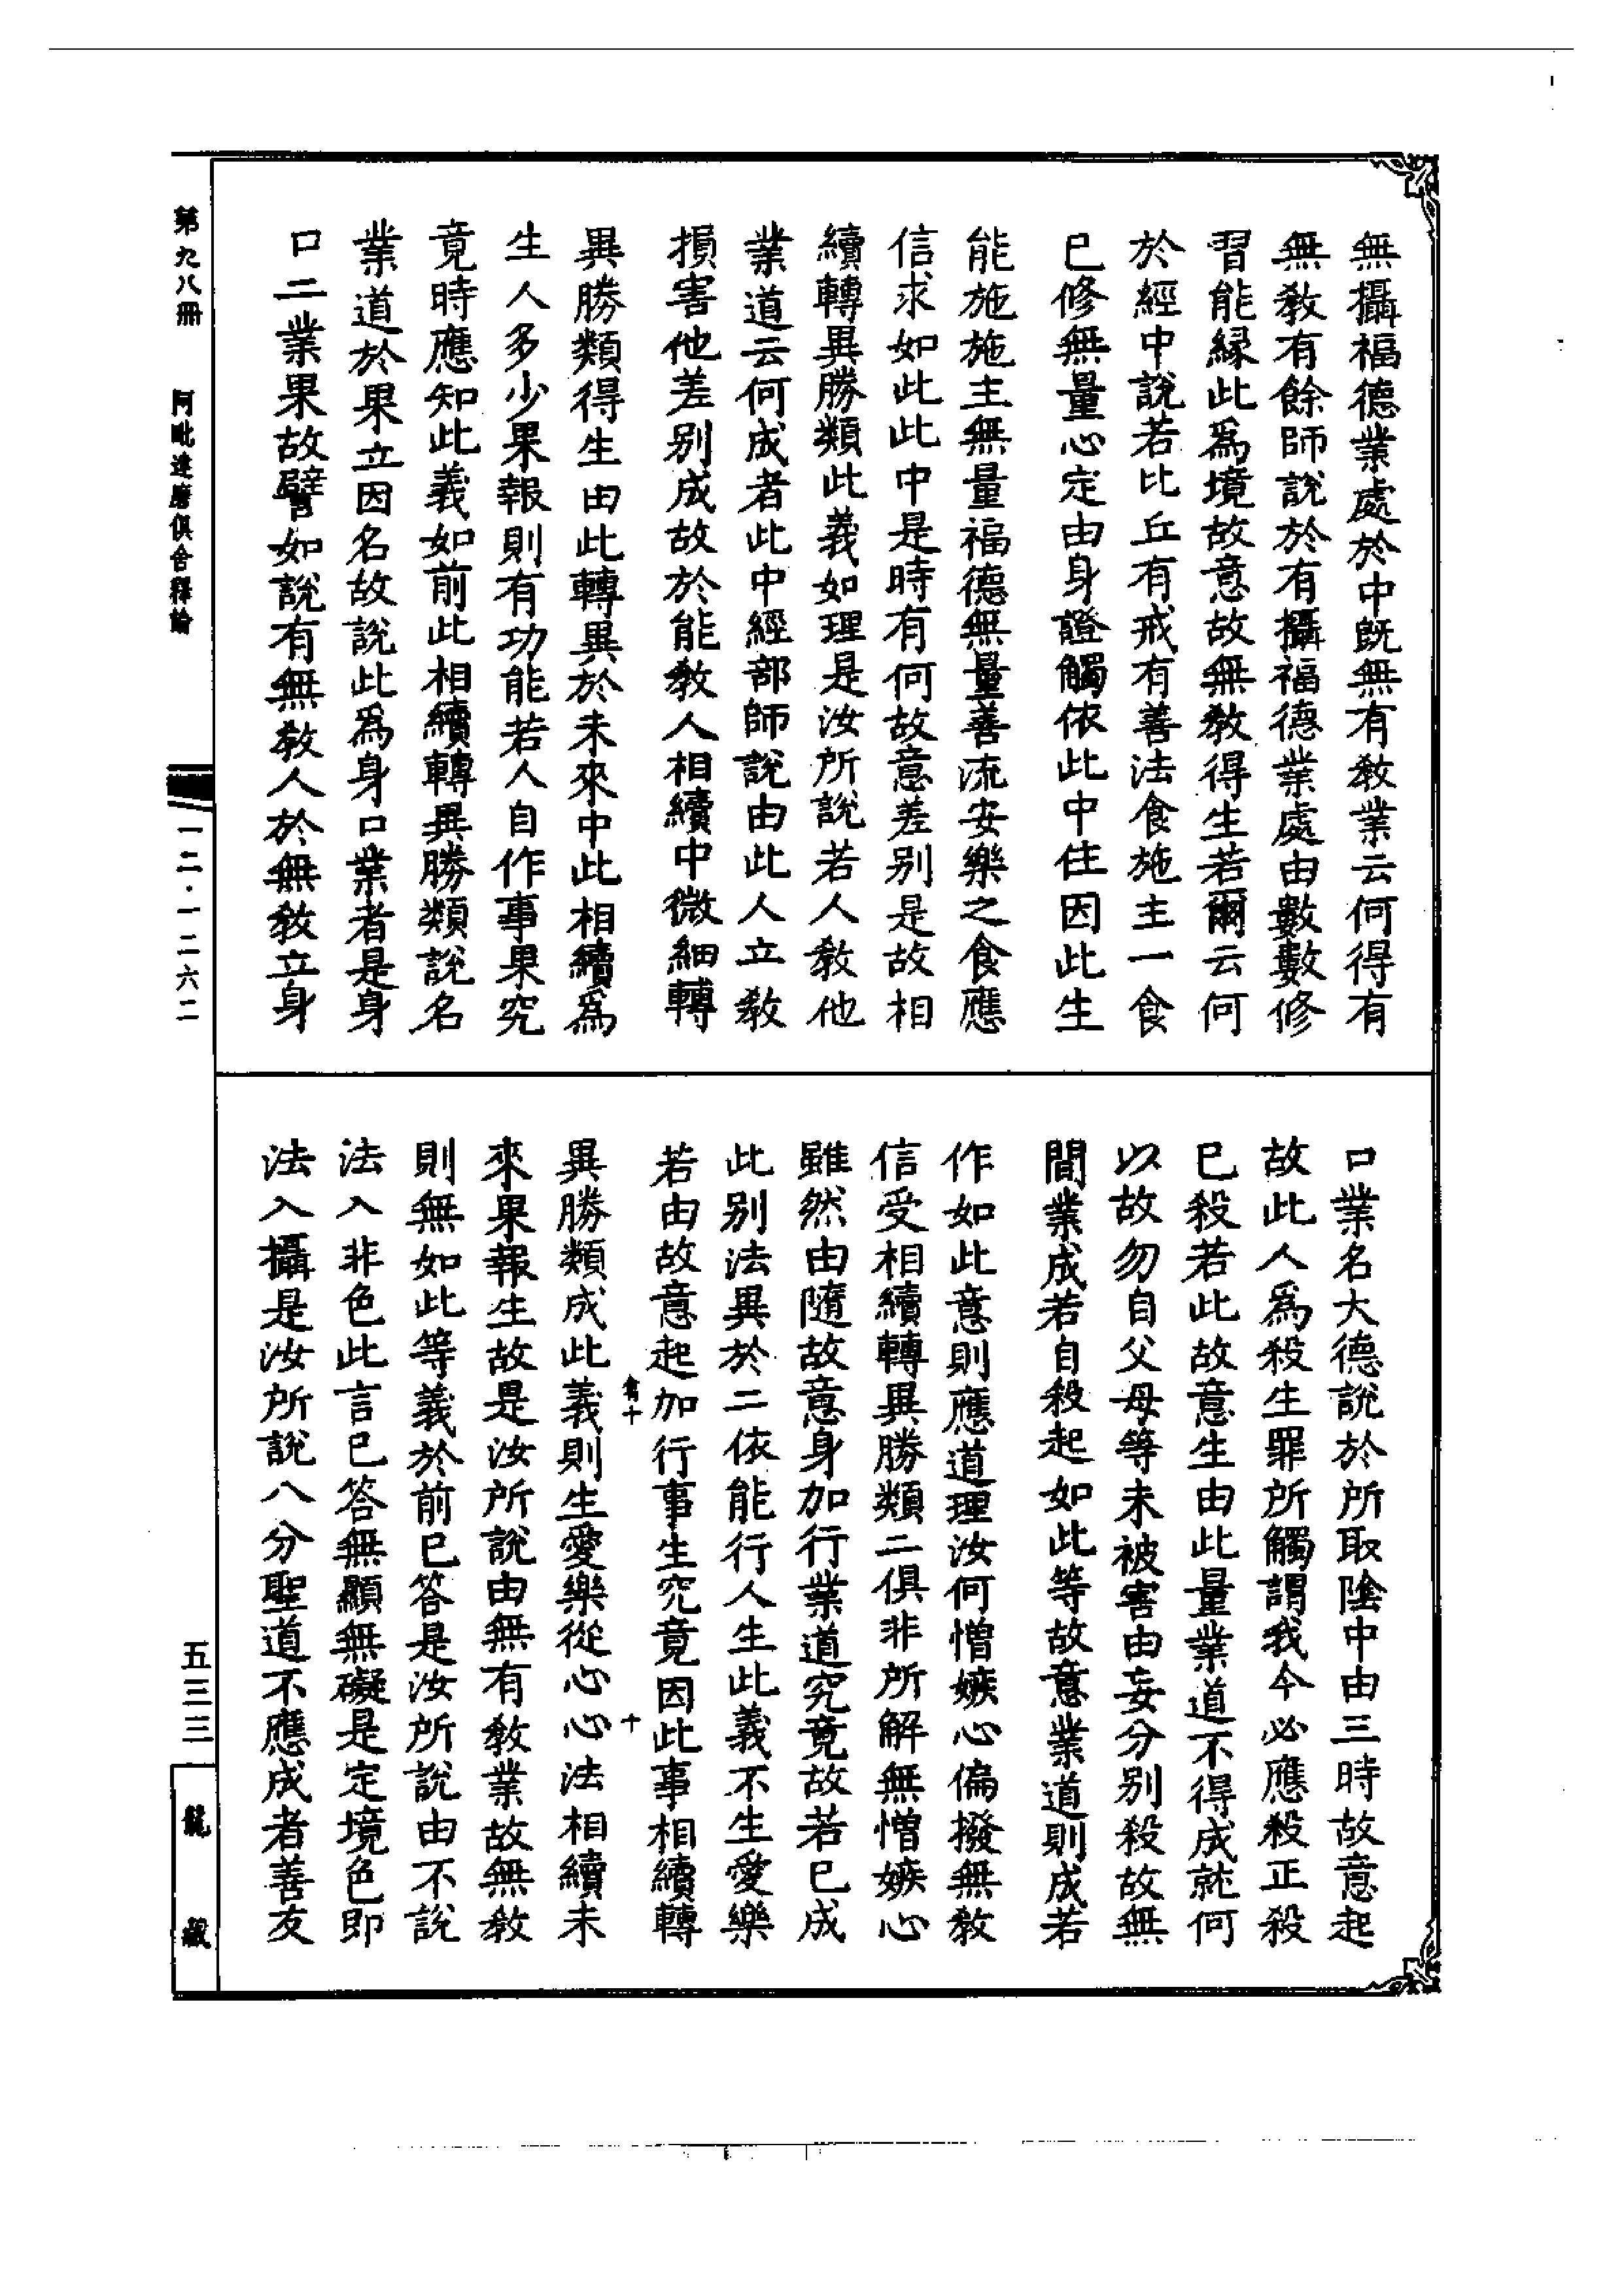 無攝福德業處於中既無有教業云何得有
無教有餘師說於有攝福德業處由數數修
習能緣此爲境故意故無教得生若爾云何
於經中說若比丘有戒有善法食施主一食
已修無量心定由身證觸依此中住因此生
能施施主無量福德無量善流安樂之食應
信求如此此中是時有何故意差別是故相
續轉異勝類此義如理是汝所說若人教他
業道云何成者此中經部師說由此人立教
損害他差別成故於能教人相續中微細轉
異勝類得生由此轉異於未來中此相續爲
生人多少果報則有功能若人自作事果究
竟時應知此義如前此相續轉異勝類說名
業道於果立因名故說此爲身口業者是身
口二業果故譬如說有無教人於無教立身
口業名大德說於所取陰中由三時故意起
故此人爲殺生罪所觸謂我今必應殺正殺
已殺若此故意生由此量業道不得成就何
以故勿自父母等未被害由妄分別殺故無
間業成若自殺起如此等故意業道則成若
作如此意則應道理汝何憎嫉心偏撥無教
信受相續轉異勝類二俱非所解無憎嫉心
雖然由隨故意身加行業道究竟故若已成
此別法異於二依能行人生此義不生愛樂
若由故意起加行事生究竟因此事相續轉
異勝類成此義則生愛樂從心心法相續未
來果報生故是汝所說由無有教業故無教
則無如此等義於前已答是汝所說由不說
法入非色此言已答無顯無礙是定境色即
法入攝是汝所說八分聖道不應成者善友
第九八冊
阿毗達磨俱舍釋論
一二·一二六二
五三三
龍藏